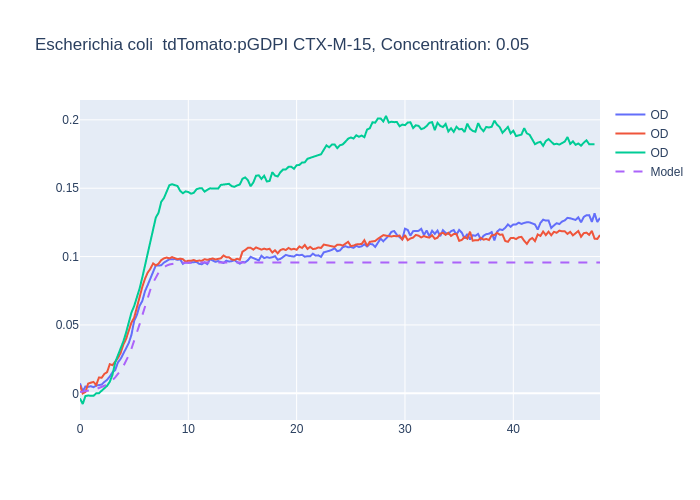 Escherichia coli  tdTomato:pGDPI CTX-M-15, Concentration: 0.05
OD
OD
OD
Model
0.2
0.15
0.1
0.05
0
0
10
20
30
40